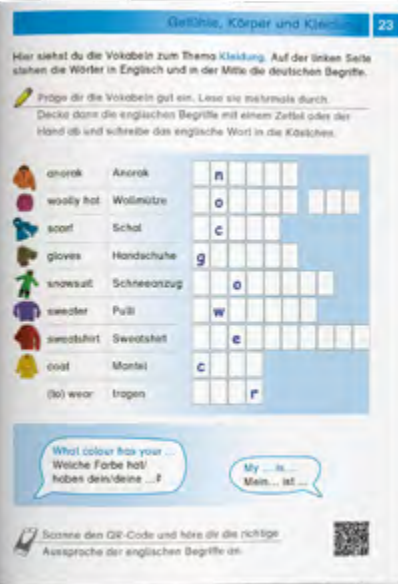 Gefühle, Körper und Kleidung 23
Hier siehst du die Vokabeln zum Thema Kleidung. Auf der linken Seite
stehen die Wörter in Englisch und in der Mitte die deutschen Begriffe.
Präge dir die Vokabeln gut ein. Lese sie mehrmals durch.
Decke dann die englischen Begriffe mit einem Zettel oder der
Hand ab und schreibe das englische Wort in die Kästchen.
anorak Anorak n
woolly hat Wollmütze o
scarf Schal c
gloves Handschuhe g
snowsuit Schneeanzug o
sweater Pulli w
sweatshirt Sweatshirt e
coat Mantel c
(to) wear tragen r
What colour has your ...
Welche Farbe hat/
haben dein/deine ...?
My ... is ...
Mein... ist ...
Scanne den QR-Code und höre dir die richtige
Aussprache der englischen Begriffe an.